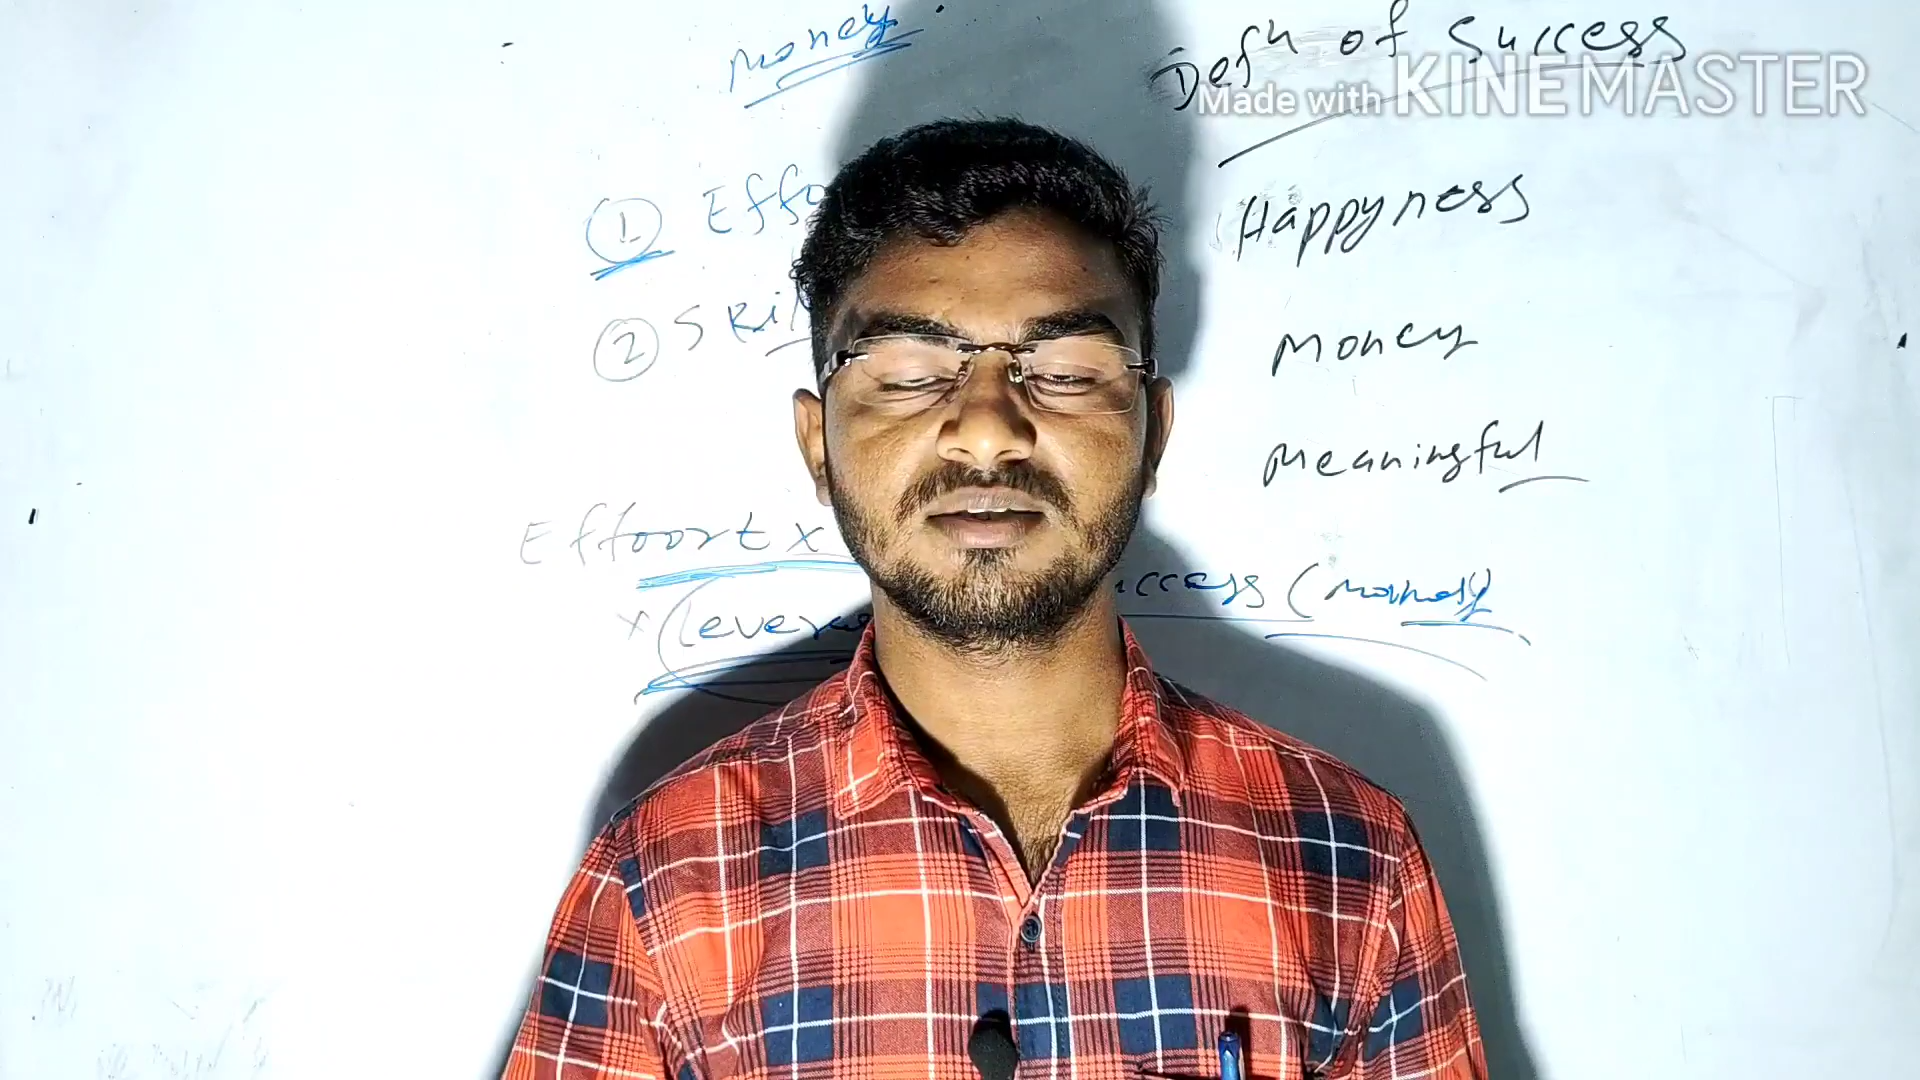 Money
Defn of Success
Made with KINEMASTER
① Effo
Happyness
② Skil
Money
Meaningful
Effoort x
uccess (Money)
x (levera